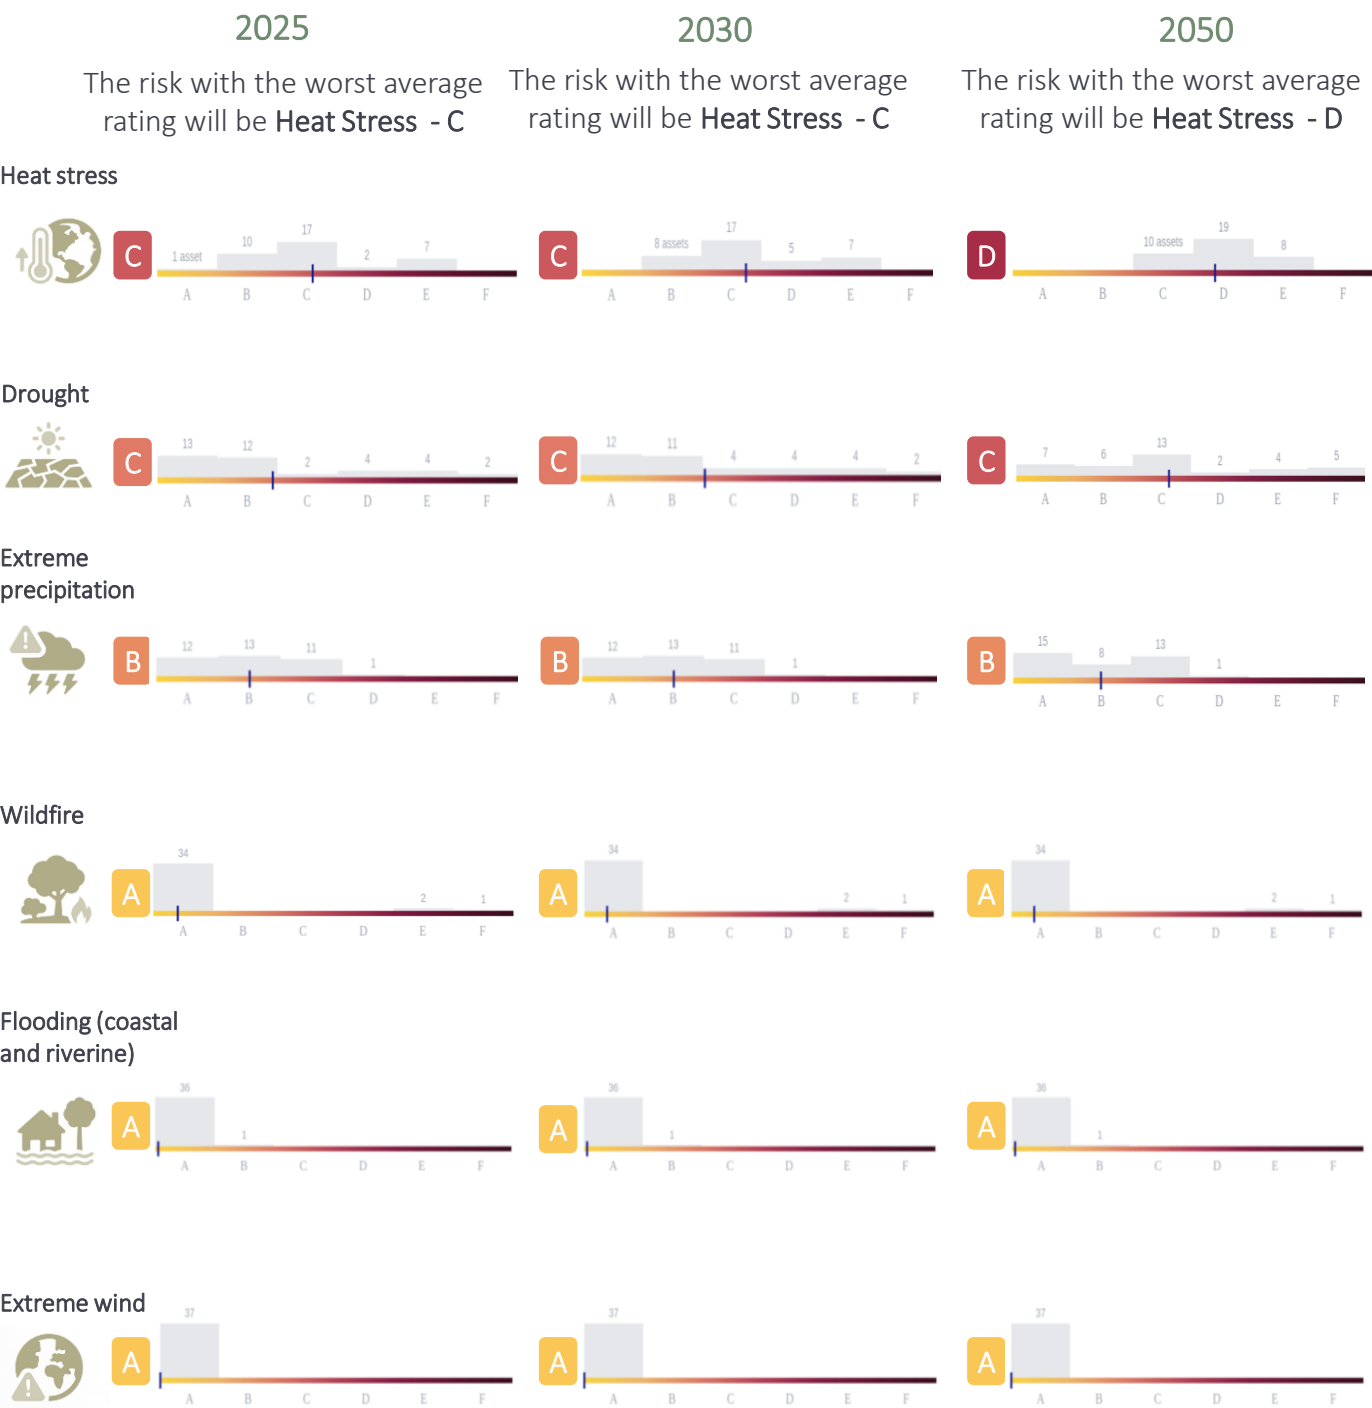 2025
2030
2050
The risk with the worst average
rating will be Heat Stress - C
The risk with the worst average
rating will be Heat Stress - C
The risk with the worst average
rating will be Heat Stress - D
Heat stress
C
1 asset 10 17 2 7
A B C D E F
C
8 assets 17 5 7
A B C D E F
D
10 assets 19 8
A B C D E F
Drought
C
13 12 2 4 4 2
A B C D E F
C
12 11 4 4 4 2
A B C D E F
C
7 6 13 2 4 5
A B C D E F
Extreme
precipitation
B
12 13 11 1
A B C D E F
B
12 13 11 1
A B C D E F
B
15 8 13 1
A B C D E F
Wildfire
A
34 2 1
A B C D E F
A
34 2 1
A B C D E F
A
34 2 1
A B C D E F
Flooding (coastal
and riverine)
A
36 1
A B C D E F
A
36 1
A B C D E F
A
36 1
A B C D E F
Extreme wind
A
37
A B C D E F
A
37
A B C D E F
A
37
A B C D E F